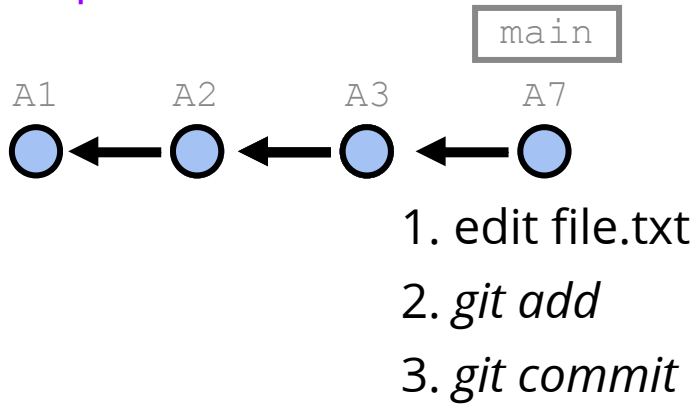 main
A1 A2 A3 A7
1. edit file.txt
2. git add
3. git commit